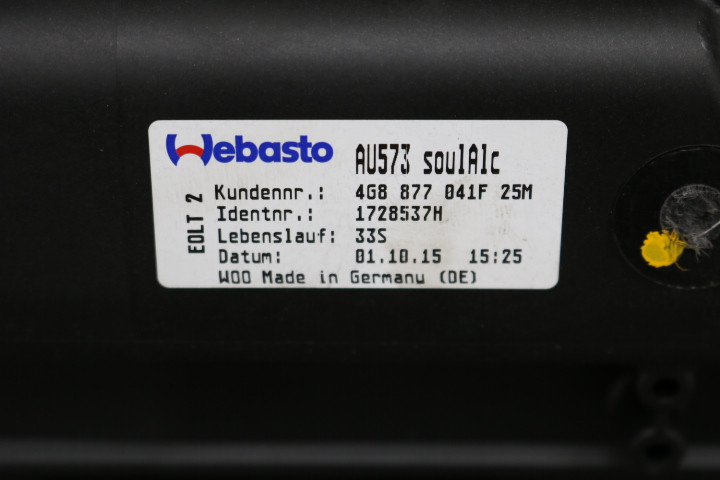 Webasto AU573 soulAlc
EOLT 2
Kundennr.: 4G8 877 041F 25M
Identnr.: 1728537H
Lebenslauf: 33S
Datum: 01.10.15 15:25
WOO Made in Germany (DE)